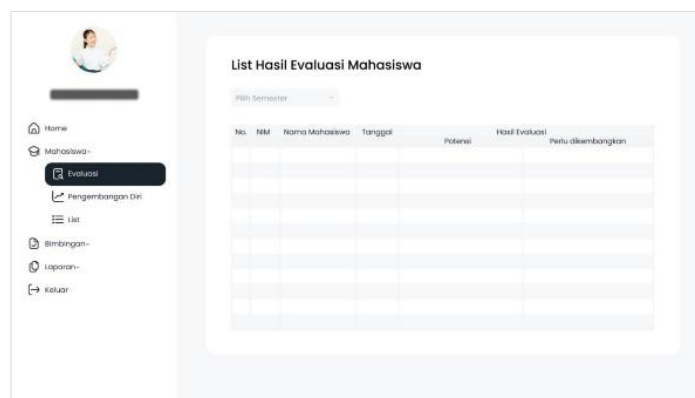 List Hasil Evaluasi Mahasiswa
Pilih Semester
Home
Mahasiswa-
Evaluasi
Pengembangan Diri
List
Bimbingan-
Laporan-
Keluar
No. NIM Nama Mahasiswa Tanggal Hasil Evaluasi
Potensi Perlu dikembangkan